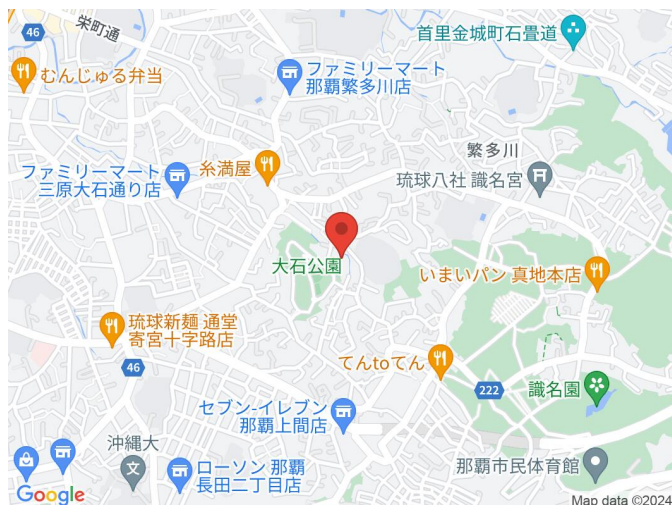 栄町通
46
首里金城町石畳道
むんじゅる弁当
ファミリーマート
那覇繁多川店
繁多川
糸満屋
ファミリーマート
三原大石通り店
琉球八社 識名宮
大石公園
いまいパン 真地本店
琉球新麺 通堂
寄宮十字路店
てんtoてん
46
222
識名園
セブン-イレブン
那覇上間店
沖縄大
文
ローソン 那覇
長田二丁目店
那覇市民体育館
Google
Map data ©2024